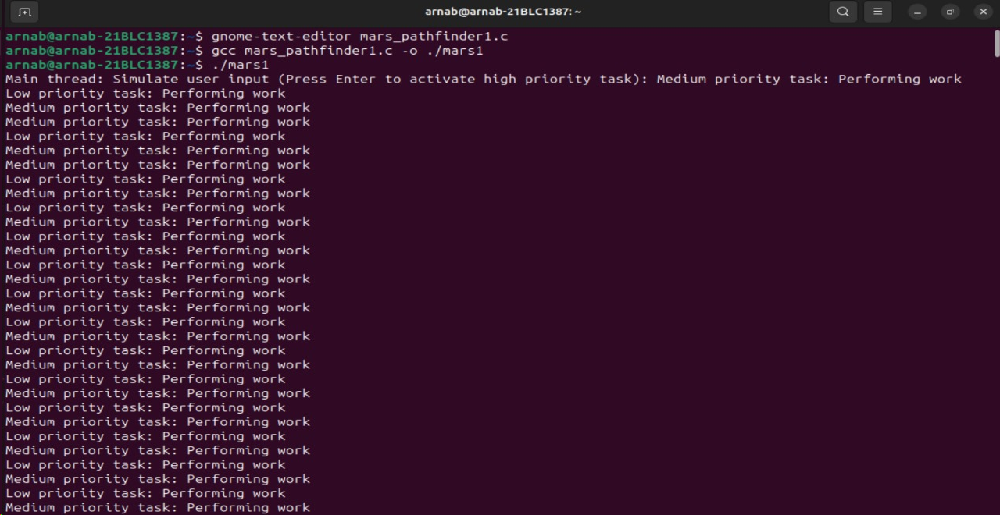 arnab@arnab-21BLC1387: ~
arnab@arnab-21BLC1387:~$ gnome-text-editor mars_pathfinder1.c
arnab@arnab-21BLC1387:~$ gcc mars_pathfinder1.c -o ./mars1
arnab@arnab-21BLC1387:~$ ./mars1
Main thread: Simulate user input (Press Enter to activate high priority task): Medium priority task: Performing work
Low priority task: Performing work
Medium priority task: Performing work
Medium priority task: Performing work
Low priority task: Performing work
Medium priority task: Performing work
Medium priority task: Performing work
Low priority task: Performing work
Medium priority task: Performing work
Low priority task: Performing work
Medium priority task: Performing work
Low priority task: Performing work
Medium priority task: Performing work
Low priority task: Performing work
Medium priority task: Performing work
Low priority task: Performing work
Medium priority task: Performing work
Low priority task: Performing work
Medium priority task: Performing work
Low priority task: Performing work
Medium priority task: Performing work
Low priority task: Performing work
Medium priority task: Performing work
Low priority task: Performing work
Medium priority task: Performing work
Low priority task: Performing work
Medium priority task: Performing work
Low priority task: Performing work
Medium priority task: Performing work
Low priority task: Performing work
Medium priority task: Performing work